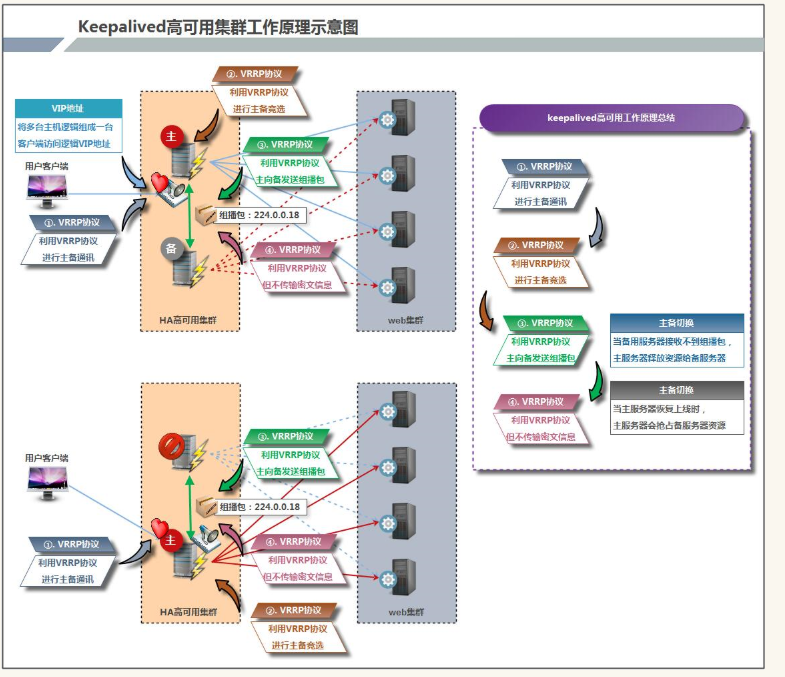 Keepalived高可用集群工作原理示意图
②. VRRP协议
利用VRRP协议
进行主备竞选
VIP地址
将多台主机逻辑组成一台
客户端访问逻辑VIP地址
主
③. VRRP协议
利用VRRP协议
主向备发送组播包
用户客户端
组播包：224.0.0.18
①. VRRP协议
利用VRRP协议
进行主备通讯
备
④. VRRP协议
利用VRRP协议
但不传输密文信息
HA高可用集群
web集群
keepalived高可用工作原理总结
①. VRRP协议
利用VRRP协议
进行主备通讯
②. VRRP协议
利用VRRP协议
进行主备竞选
③. VRRP协议
利用VRRP协议
主向备发送组播包
主备切换
当备用服务器接收不到组播包，
主服务器释放资源给备服务器
④. VRRP协议
利用VRRP协议
但不传输密文信息
主备切换
当主服务器恢复上线时，
主服务器会抢占备服务器资源
③. VRRP协议
利用VRRP协议
主向备发送组播包
用户客户端
组播包：224.0.0.18
①. VRRP协议
利用VRRP协议
进行主备通讯
主
④. VRRP协议
利用VRRP协议
但不传输密文信息
HA高可用集群
web集群
②. VRRP协议
利用VRRP协议
进行主备竞选